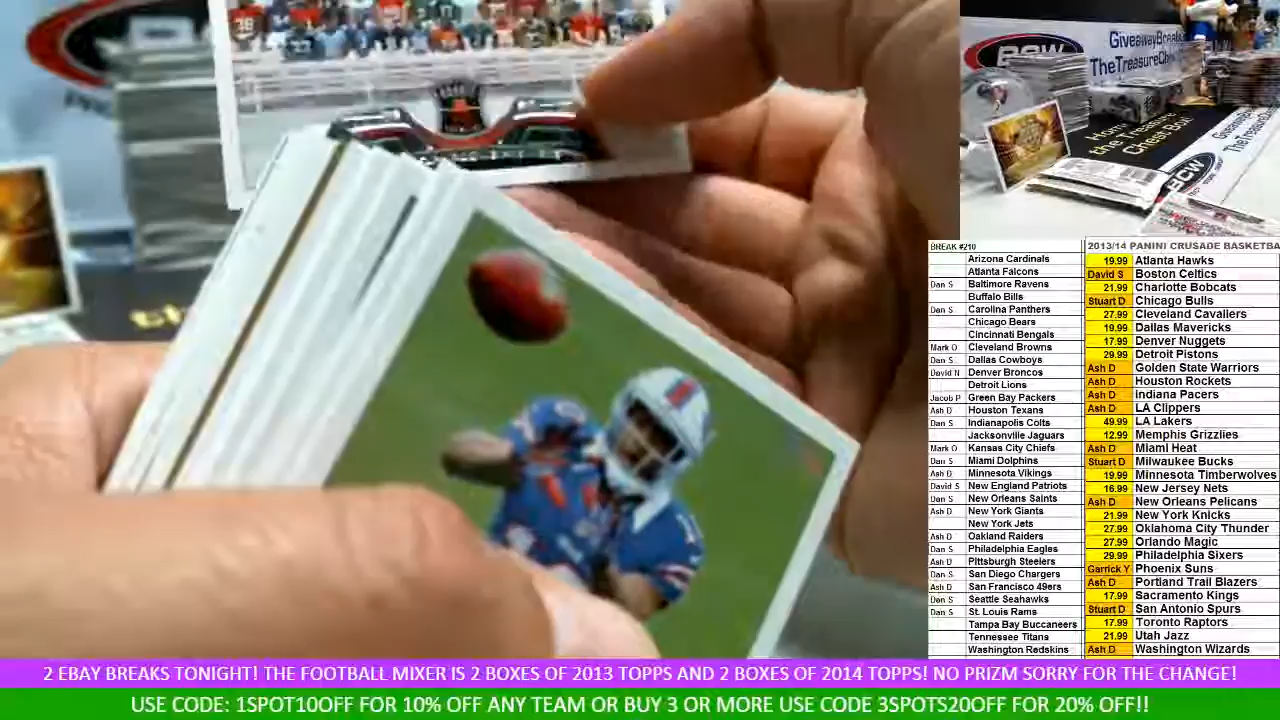 BCW
GiveawayBreaks
TheTreasureCh
Home
the Treasure
Chest Box!
BCW
BREAK #210
Arizona Cardinals
Atlanta Falcons
Dan S Baltimore Ravens
Buffalo Bills
Dan S Carolina Panthers
Chicago Bears
Cincinnati Bengals
Mark O Cleveland Browns
Dan S Dallas Cowboys
David N Denver Broncos
Detroit Lions
Jacob P Green Bay Packers
Ash D Houston Texans
Dan S Indianapolis Colts
Jacksonville Jaguars
Mark O Kansas City Chiefs
Dan S Miami Dolphins
Ash D Minnesota Vikings
David S New England Patriots
Dan S New Orleans Saints
Ash D New York Giants
New York Jets
Ash D Oakland Raiders
Dan S Philadelphia Eagles
Ash D Pittsburgh Steelers
Dan S San Diego Chargers
Ash D San Francisco 49ers
Dan S Seattle Seahawks
Dan S St. Louis Rams
Tampa Bay Buccaneers
Tennessee Titans
Washington Redskins
2013/14 PANINI CRUSADE BASKETBA
19.99 Atlanta Hawks
David S Boston Celtics
21.99 Charlotte Bobcats
Stuart D Chicago Bulls
27.99 Cleveland Cavaliers
19.99 Dallas Mavericks
17.99 Denver Nuggets
29.99 Detroit Pistons
Ash D Golden State Warriors
Ash D Houston Rockets
Ash D Indiana Pacers
Ash D LA Clippers
49.99 LA Lakers
12.99 Memphis Grizzlies
Ash D Miami Heat
Stuart D Milwaukee Bucks
19.99 Minnesota Timberwolves
16.99 New Jersey Nets
Ash D New Orleans Pelicans
21.99 New York Knicks
27.99 Oklahoma City Thunder
27.99 Orlando Magic
29.99 Philadelphia Sixers
Garrick Y Phoenix Suns
Ash D Portland Trail Blazers
17.99 Sacramento Kings
Stuart D San Antonio Spurs
17.99 Toronto Raptors
21.99 Utah Jazz
Ash D Washington Wizards
2 EBAY BREAKS TONIGHT! THE FOOTBALL MIXER IS 2 BOXES OF 2013 TOPPS AND 2 BOXES OF 2014 TOPPS! NO PRIZM SORRY FOR THE CHANGE!
USE CODE: 1SPOT10OFF FOR 10% OFF ANY TEAM OR BUY 3 OR MORE USE CODE 3SPOTS20OFF FOR 20% OFF!!